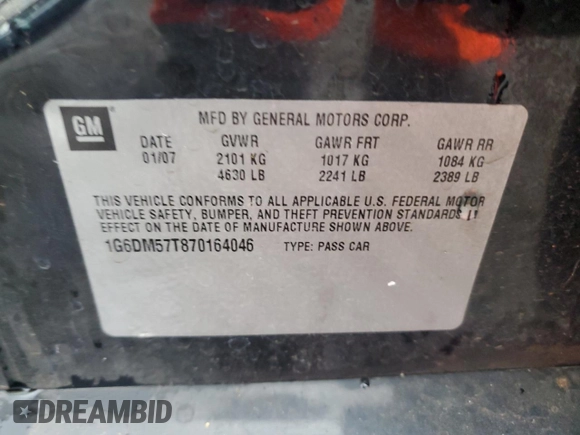 GM
MFD BY GENERAL MOTORS CORP.
DATE GVWR GAWR FRT GAWR RR
01/07 2101 KG 1017 KG 1084 KG
4630 LB 2241 LB 2389 LB
THIS VEHICLE CONFORMS TO ALL APPLICABLE U.S. FEDERAL MOTOR
VEHICLE SAFETY, BUMPER, AND THEFT PREVENTION STANDARDS IN
EFFECT ON THE DATE OF MANUFACTURE SHOWN ABOVE.
1G6DM57T870164046 TYPE: PASS CAR
DREAMBID